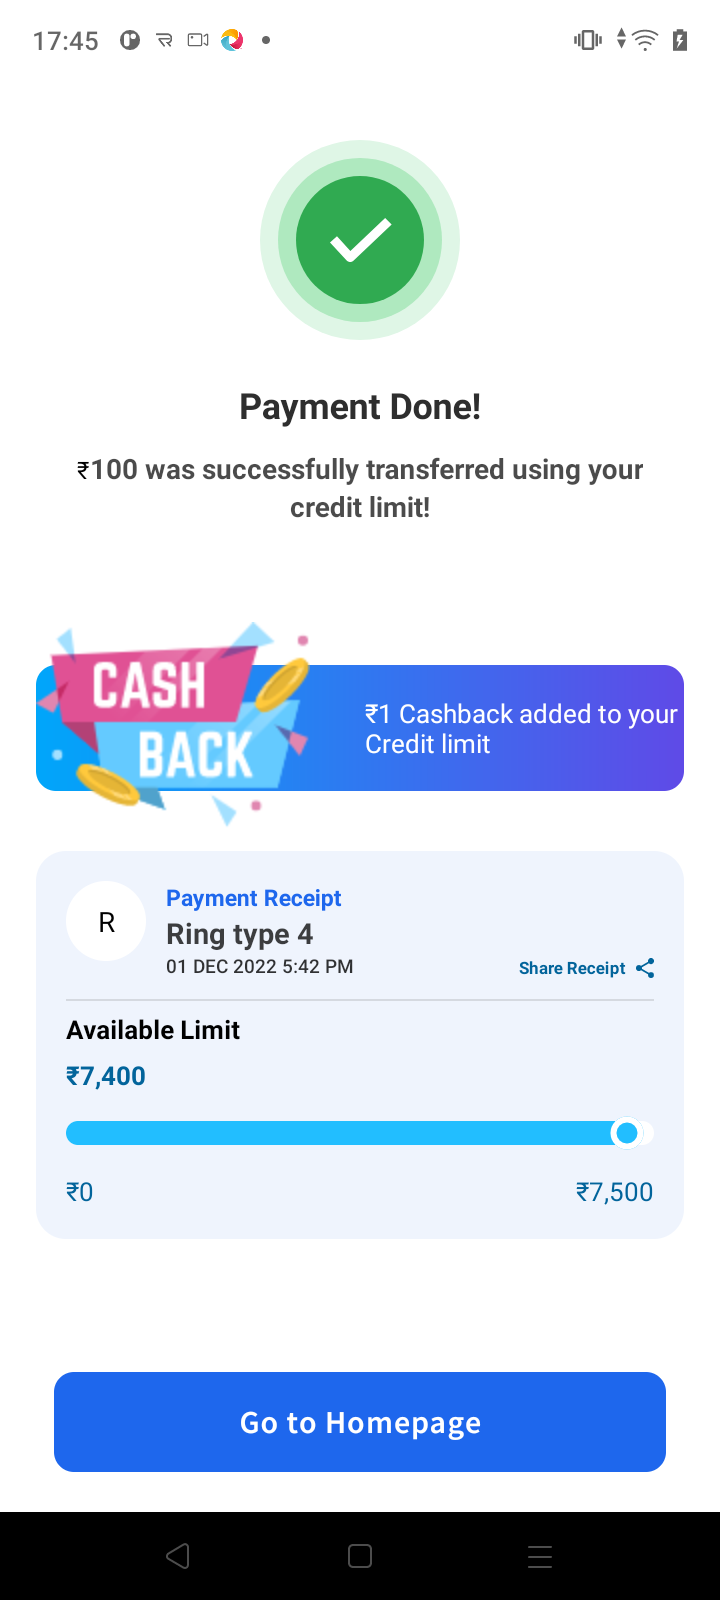 17:45
Payment Done!
₹100 was successfully transferred using your
credit limit!
CASH
BACK
₹1 Cashback added to your
Credit limit
R
Payment Receipt
Ring type 4
01 DEC 2022 5:42 PM
Share Receipt
Available Limit
₹7,400
₹0
₹7,500
Go to Homepage